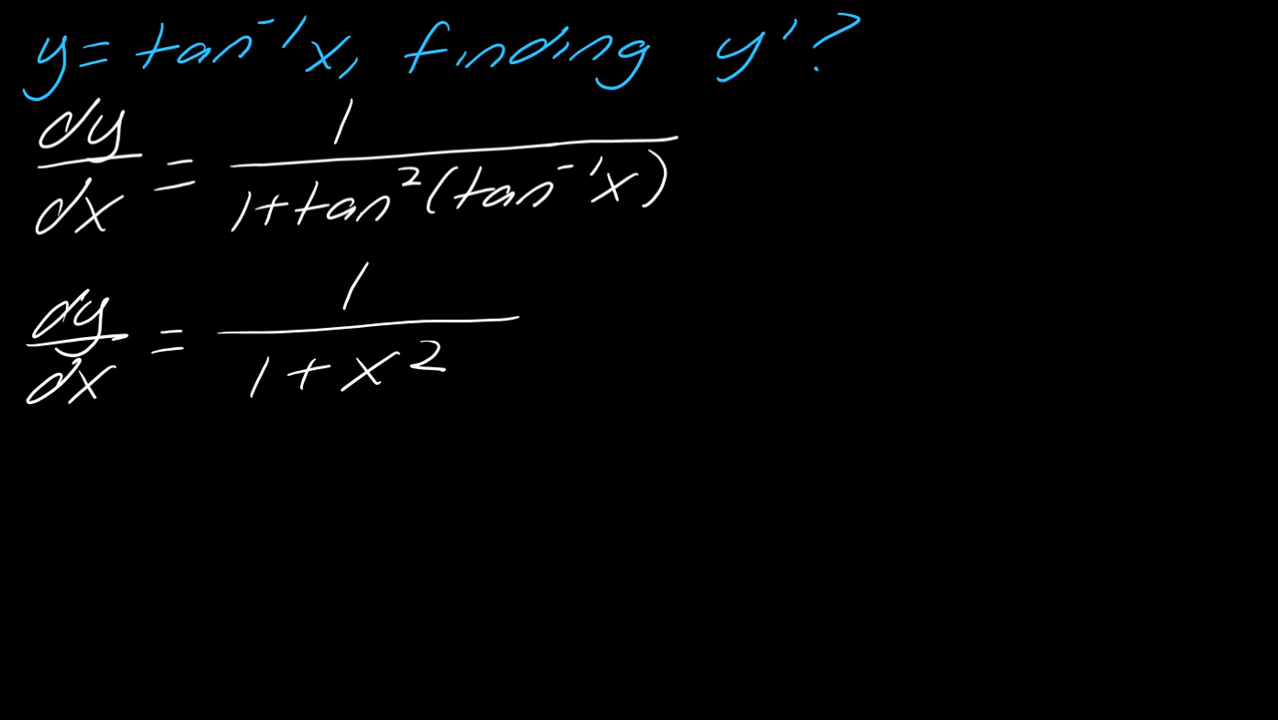 y = tan⁻¹x, finding y'?
dy/dx = 1/(1+tan²(tan⁻¹x))
dy/dx = 1/(1+x²)